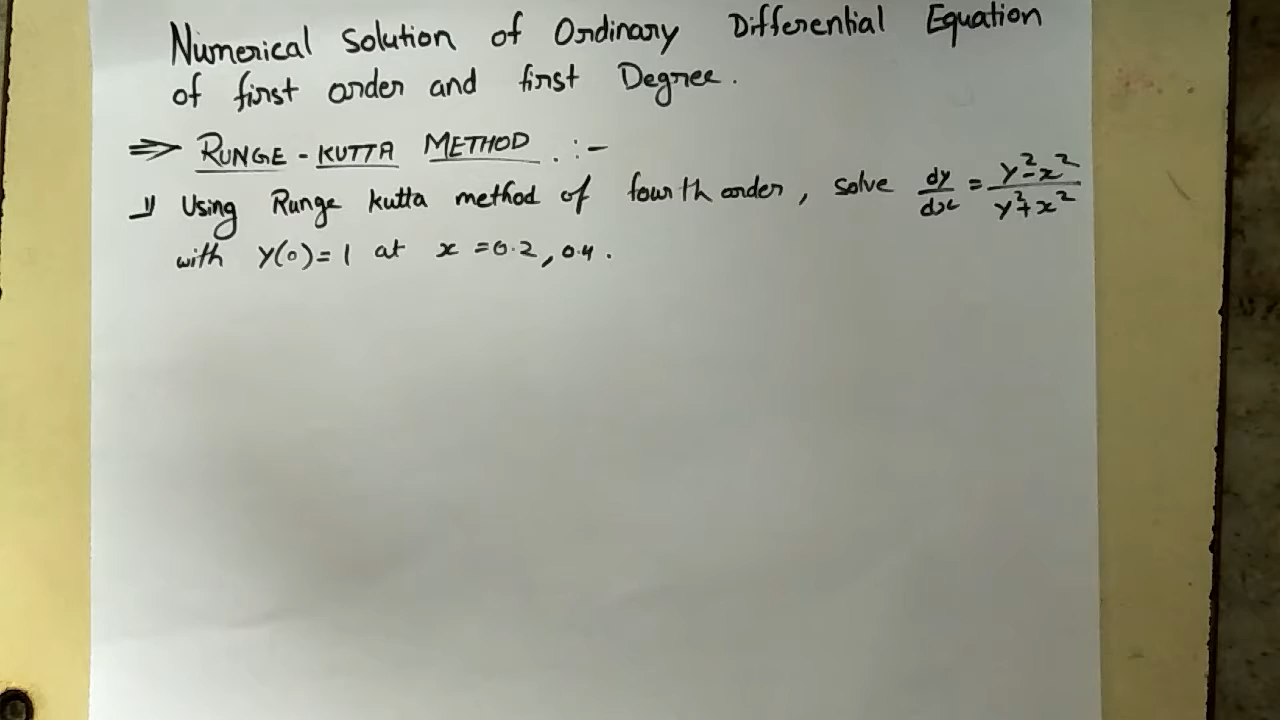 Numerical Solution of Ordinary Differential Equation
of first order and first Degree.
⇒ RUNGE - KUTTA METHOD .:-
1) Using Runge kutta method of fourth order, solve dy/dx = y²-x²/y²+x²
with y(0)=1 at x =0.2, 0.4.